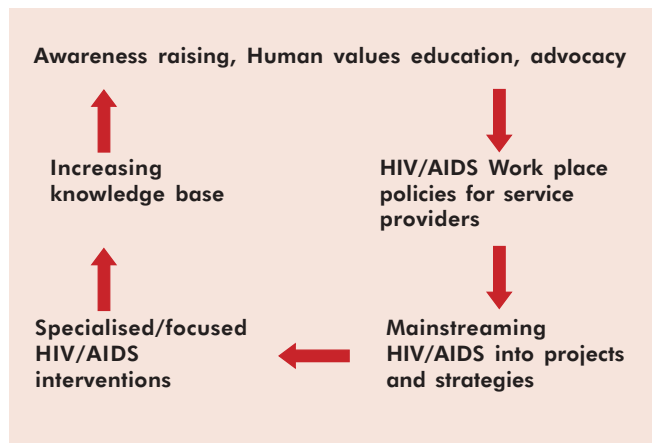 Awareness raising, Human values education, advocacy
Increasing
knowledge base
HIV/AIDS Work place
policies for service
providers
Specialised/focused
HIV/AIDS
interventions
Mainstreaming
HIV/AIDS into projects
and strategies